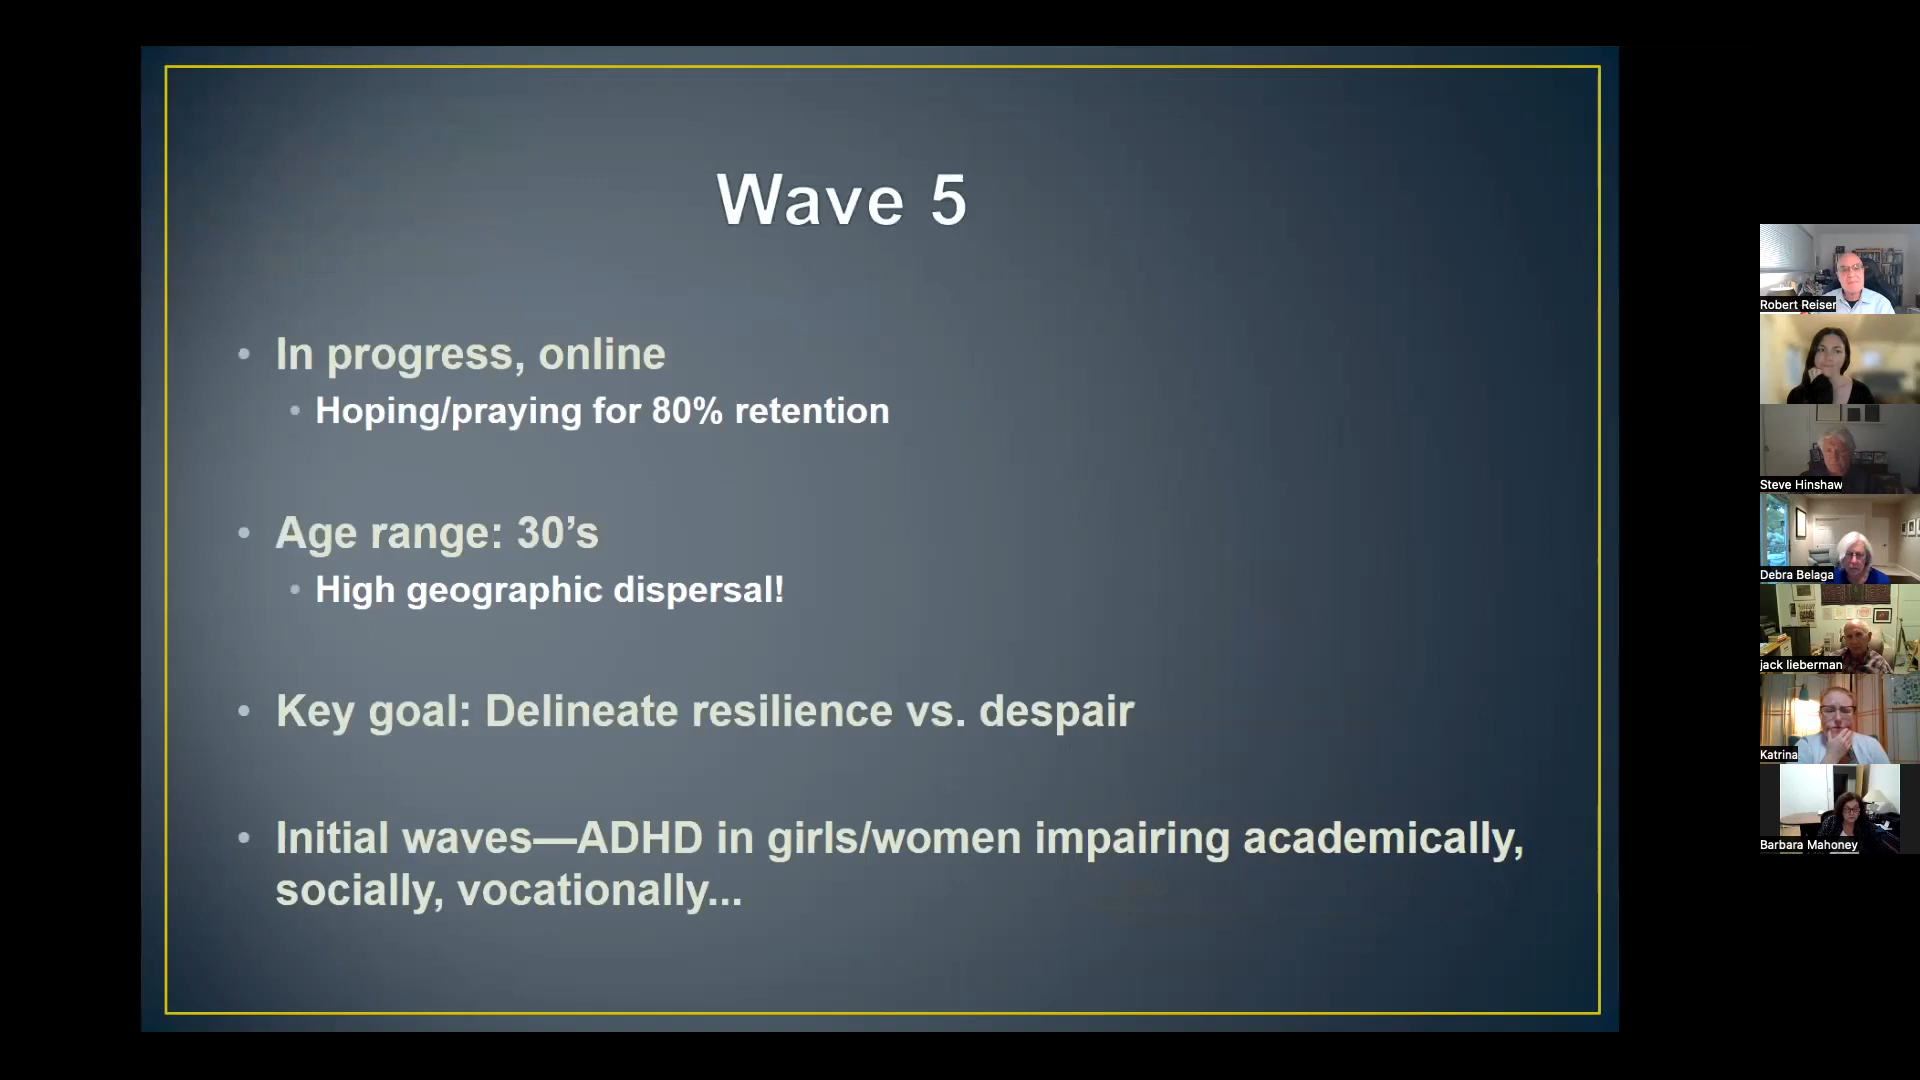 Wave 5
• In progress, online
• Hoping/praying for 80% retention
• Age range: 30’s
• High geographic dispersal!
• Key goal: Delineate resilience vs. despair
• Initial waves—ADHD in girls/women impairing academically,
socially, vocationally...
Robert Reiser
Steve Hinshaw
Debra Belaga
jack lieberman
Katrina
Barbara Mahoney